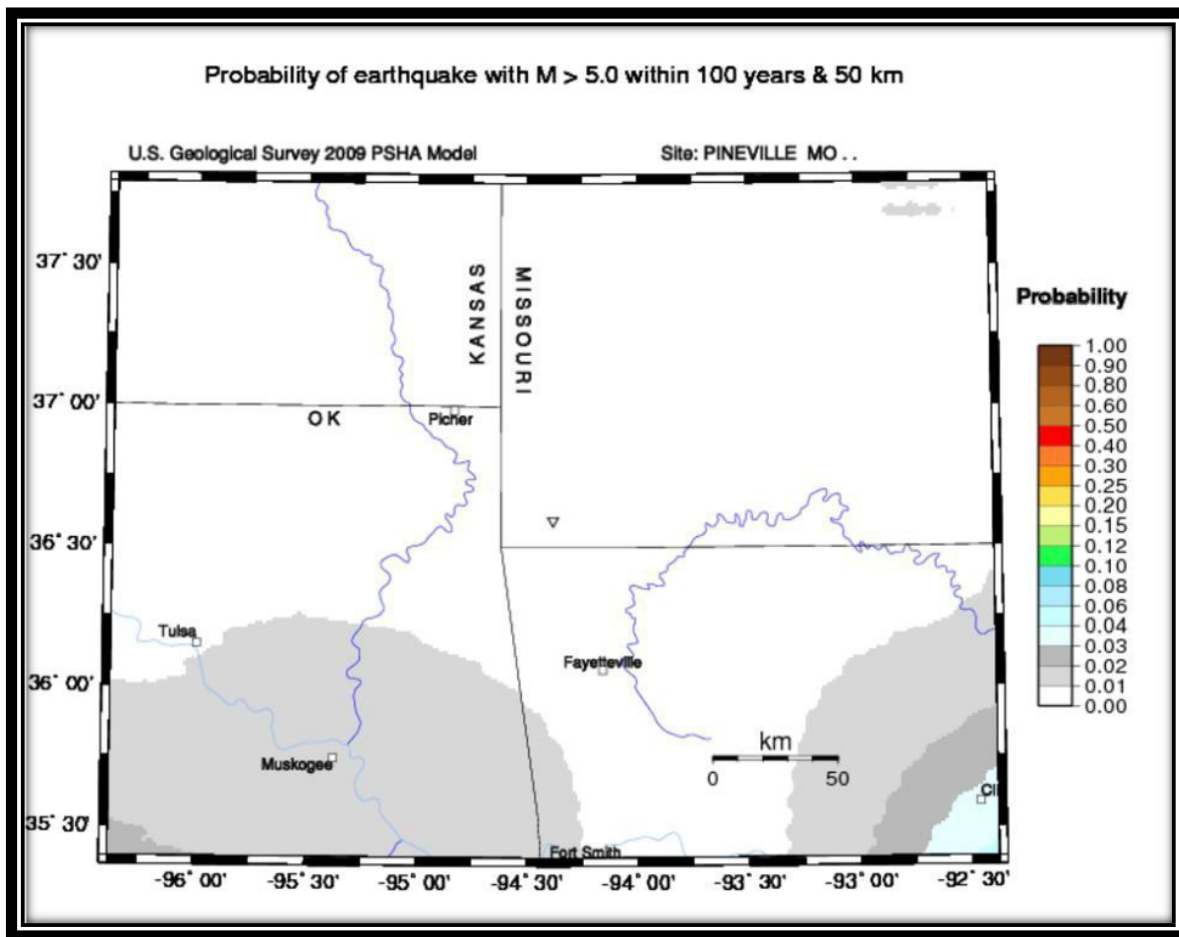 Probability of earthquake with M > 5.0 within 100 years & 50 km
U.S. Geological Survey 2009 PSHA Model
Site: PINEVILLE MO . .
37° 30'
37° 00'
36° 30'
36° 00'
35° 30'
KANSAS
MISSOURI
OK
Picher
Tulsa
Fayetteville
Muskogee
Fort Smith
Cl
km
0 50
-96° 00' -95° 30' -95° 00' -94° 30' -94° 00' -93° 30' -93° 00' -92° 30'
Probability
1.00
0.90
0.80
0.60
0.50
0.40
0.30
0.25
0.20
0.15
0.12
0.10
0.08
0.06
0.04
0.03
0.02
0.01
0.00